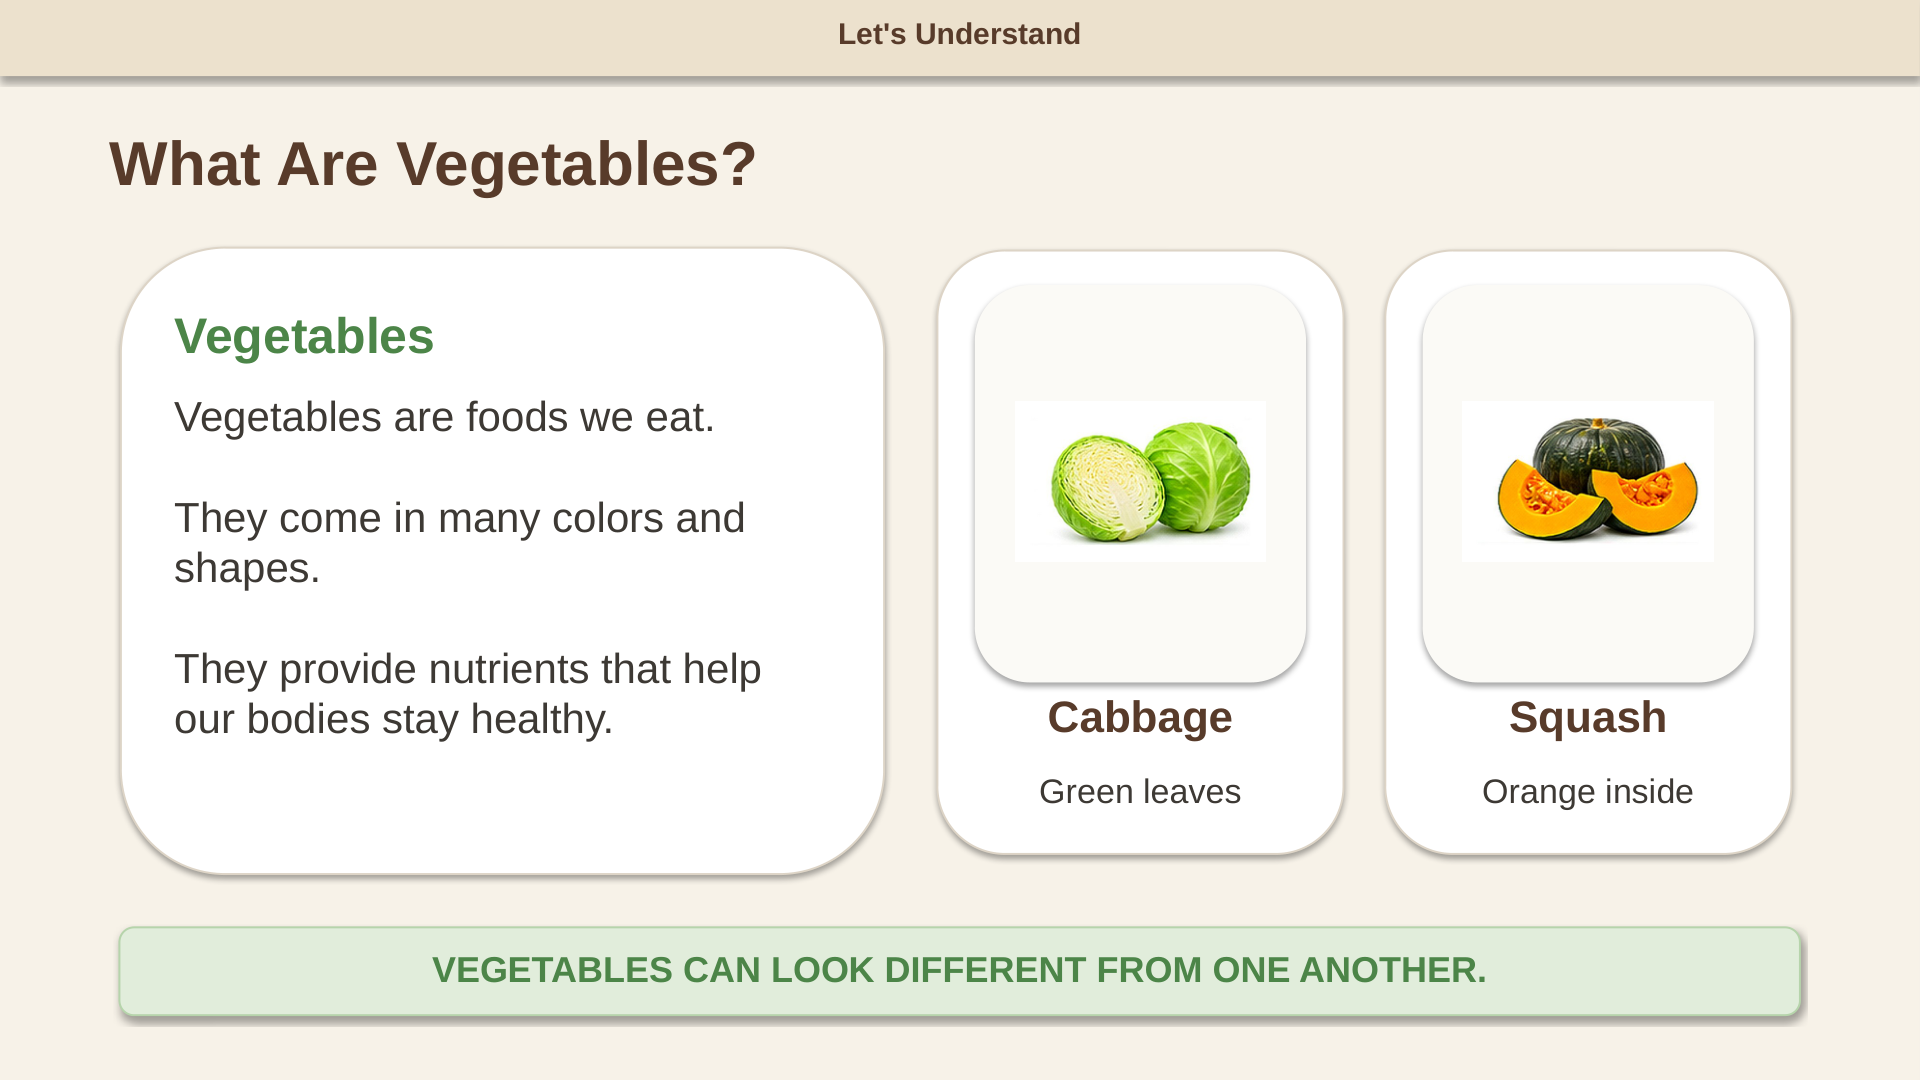 Let's Understand
What Are Vegetables?
Vegetables
Vegetables are foods we eat.
They come in many colors and
shapes.
They provide nutrients that help
our bodies stay healthy.
Cabbage
Green leaves
Squash
Orange inside
VEGETABLES CAN LOOK DIFFERENT FROM ONE ANOTHER.